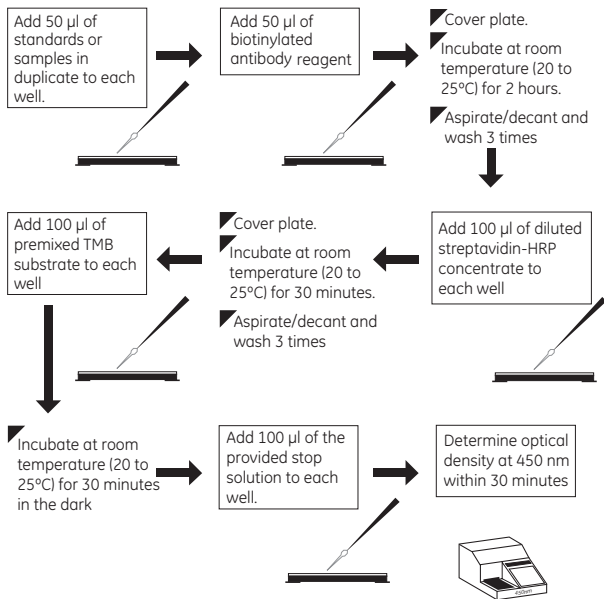 Add 50 µl of
standards or
samples in
duplicate to each
well.
Add 50 µl of
biotinylated
antibody reagent
Cover plate.
Incubate at room
temperature (20 to
25ºC) for 2 hours.
Aspirate/decant and
wash 3 times
Add 100 µl of diluted
streptavidin-HRP
concentrate to
each well
Cover plate.
Incubate at room
temperature (20 to
25ºC) for 30 minutes.
Aspirate/decant and
wash 3 times
Add 100 µl of
premixed TMB
substrate to each
well
Incubate at room
temperature (20 to
25ºC) for 30 minutes
in the dark
Add 100 µl of the
provided stop
solution to each
well.
Determine optical
density at 450 nm
within 30 minutes
450nm